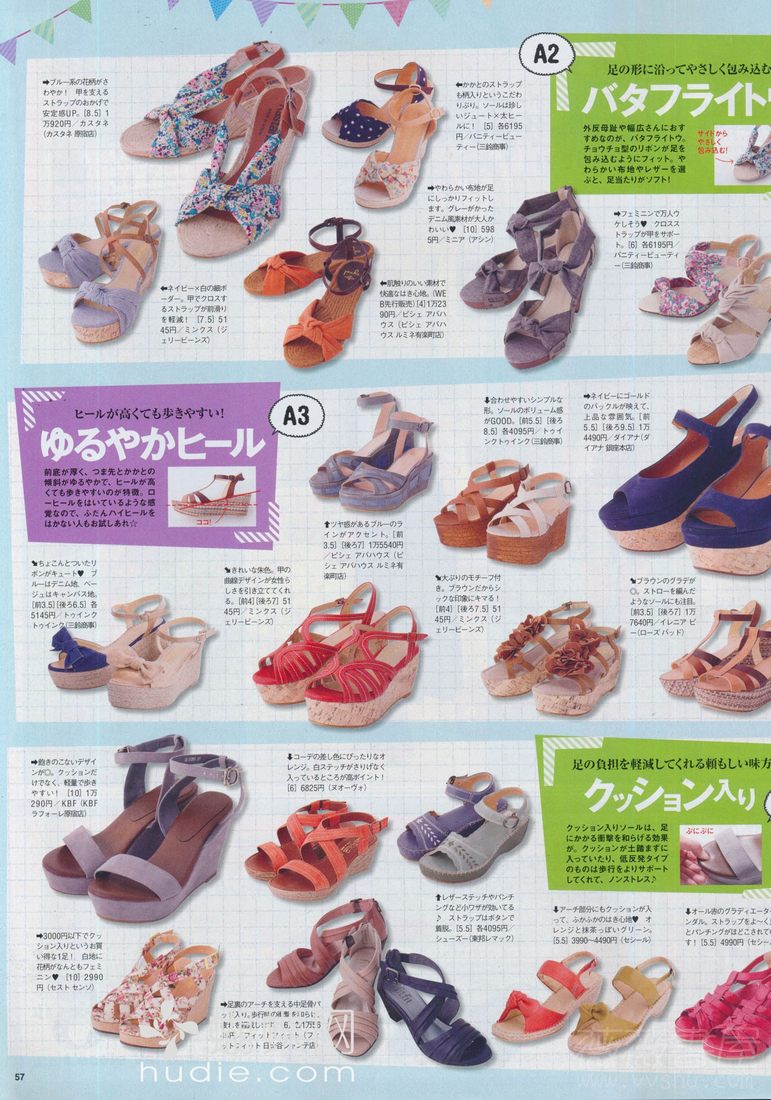 ➡ブルー系の花柄がさ
わやか！ 甲を支える
ストラップのおかげで
安定感UP。[8.5]1
万920円／カスタネ
(カスタネ 原宿店)
⬅かかとのストラップ
も柄入りというこだわ
りぶり。ソールは珍し
いジュート×太ヒー
ルに！ [5]各6195
円／バニティービュー
ティー(三鈴商事)
A2
足の形に沿ってやさしく包み込む
バタフライト
外反母趾や幅広さんにおす
すめなのが、バタフライトウ。
チョウチョ型のリボンが足を
包み込むようにフィット。や
わらかい布地やレザーを選
ぶと、足当たりがソフト！
サイドから
やさしく
包み込む！
➡やわらかい布地が足
にしっかりフィットし
ます。グレーがかった
デニム風素材が大人か
わいい♥ [10]598
5円／ミニア(アシン)
➡フェミニンで万人ウ
ケしそう♥ クロスス
トラップが甲をサポー
ト。[6]各6195円／
バニティービューティ
ー(三鈴商事)
⬅ネイビー×白の細ボ
ーダー。甲でクロスす
るストラップが前滑り
を軽減！ [7.5]51
45円／ミンクス(ジ
ェリービーンズ)
⬅肌触りのいい素材で
快適なはき心地。(WE
B先行販売)[4]1万23
90円／ビシェ アバハ
ウス(ビシェ アバハ
ウス ルミネ有楽町店)
A3
ヒールが高くても歩きやすい！
ゆるやかヒール
前底が厚く、つま先とかかとの
傾斜がゆるやかで、ヒールが高
くても歩きやすいのが特徴。ロ
ーヒールをはいているような感
覚なので、ふだんハイヒールを
はかない人もお試しあれ☆
ココ！
⬇合わせやすいシンプルな
形。ソールのボリューム感
がGOOD。[前5.5][後ろ
8.5]各4095円／トゥイ
ンクトゥインク(三鈴商事)
➡ネイビーにゴールド
のバックルが映えて、
上品な雰囲気。[前
5.5][後ろ9.5]1万
4490円／ダイアナ(ダ
イアナ 銀座本店)
⬆ツヤ感があるブルーのラ
インがアクセント。[前
3.5][後ろ7]1万5540円
／ビシェ アバハウス(ビ
シェ アバハウス ルミネ有
楽町店)
⬊ちょこんとついたリ
ボンがキュート♥ ブ
ルーはデニム地、ベー
ジュはキャンバス地。
[前3.5][後ろ6.5]各
5145円／トゥインク
トゥインク(三鈴商事)
⬊きれいな朱色。甲の
曲線デザインが女性ら
しさを引き立ててくれ
る。[前4][後ろ7]51
45円／ミンクス(ジ
ェリービーンズ)
⬊大ぶりのモチーフ付
き。ブラウンだからシ
ックな印象にキマる！
[前4][後ろ7.5]51
45円／ミンクス(ジ
ェリービーンズ)
⬊ブラウンのグラデが
◎。ストローを編んだ
ようなソールにも注目。
[前3.5][後ろ7]1万
7640円／イレニア ビ
ー(ローズ バッド)
➡飽きのこないデザイ
ンが◎。クッションだ
けでなく、軽量で歩き
やすい！ [10]1万
290円／KBF(KBF
ラフォーレ原宿店)
⬇コーデの差し色にぴったりなオ
レンジ。白ステッチがさりげなく
入っているところが高ポイント！
[6] 6825円(ヌオーヴォ)
足の負担を軽減してくれる頼もしい味方
クッション入り
クッション入りソールは、足
にかかる衝撃を和らげる効果
が。クッションが土踏まずに
入っていたり、低反発タイプ
のものは歩行をよりサポート
してくれて、ノンストレス♪
ぷにぷに
⬆レザーステッチやパンチ
ングなど小ワザが効いてる
♪ ストラップはボタンで
着脱。[5.5]各4095円／
シューズー(東邦レマック)
⬇アーチ部分にもクッションが入
って、ふかふかのはき心地♥ オ
レンジと抹茶っぽいグリーン。
[5.5] 3990〜4490円(セシール)
⬇オール赤のグラディエータ
ンダル。ストラップをよ〜く
とパンチングがほどこされて
す！ [5.5] 4990円(セシー
➡3000円以下でクッ
ション入りというお買
い得な1足！ 白地に
花柄がなんともフェミ
ニン♥ [10]2990
円(セスト センソ)
➡足裏のアーチを支える中足骨パ
hudie.com
57